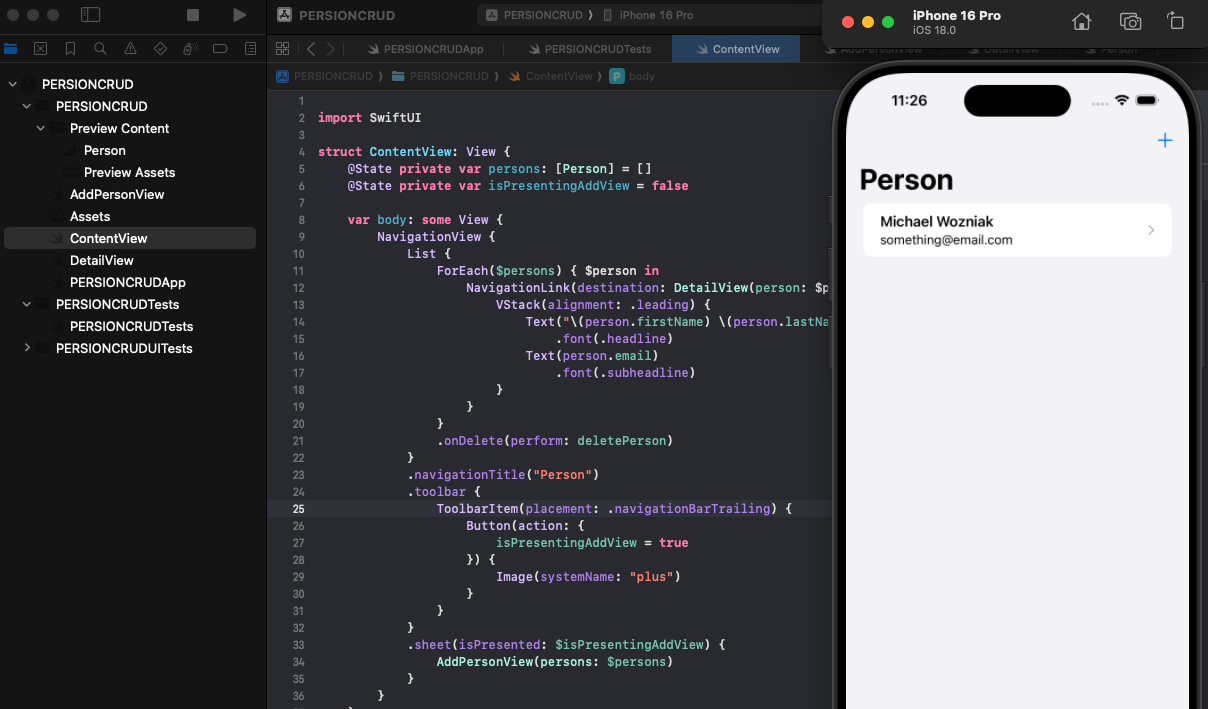 PERSIONCRUD
PERSIONCRUD ❯ iPhone 16 Pro
iPhone 16 Pro
iOS 18.0
PERSIONCRUDApp
PERSIONCRUDTests
ContentView
AddPersonView
DetailView
Person
PERSIONCRUD ❯ PERSIONCRUD ❯ ContentView ❯ P body
PERSIONCRUD
PERSIONCRUD
Preview Content
Person
Preview Assets
AddPersonView
Assets
ContentView
DetailView
PERSIONCRUDApp
PERSIONCRUDTests
PERSIONCRUDTests
PERSIONCRUDUITests
1
2 import SwiftUI
3
4 struct ContentView: View {
5 @State private var persons: [Person] = []
6 @State private var isPresentingAddView = false
7
8 var body: some View {
9 NavigationView {
10 List {
11 ForEach($persons) { $person in
12 NavigationLink(destination: DetailView(person: $p
13 VStack(alignment: .leading) {
14 Text("\(person.firstName) \(person.lastNa
15 .font(.headline)
16 Text(person.email)
17 .font(.subheadline)
18 }
19 }
20 }
21 .onDelete(perform: deletePerson)
22 }
23 .navigationTitle("Person")
24 .toolbar {
25 ToolbarItem(placement: .navigationBarTrailing) {
26 Button(action: {
27 isPresentingAddView = true
28 }) {
29 Image(systemName: "plus")
30 }
31 }
32 }
33 .sheet(isPresented: $isPresentingAddView) {
34 AddPersonView(persons: $persons)
35 }
36 }
11:26
Person
Michael Wozniak
something@email.com